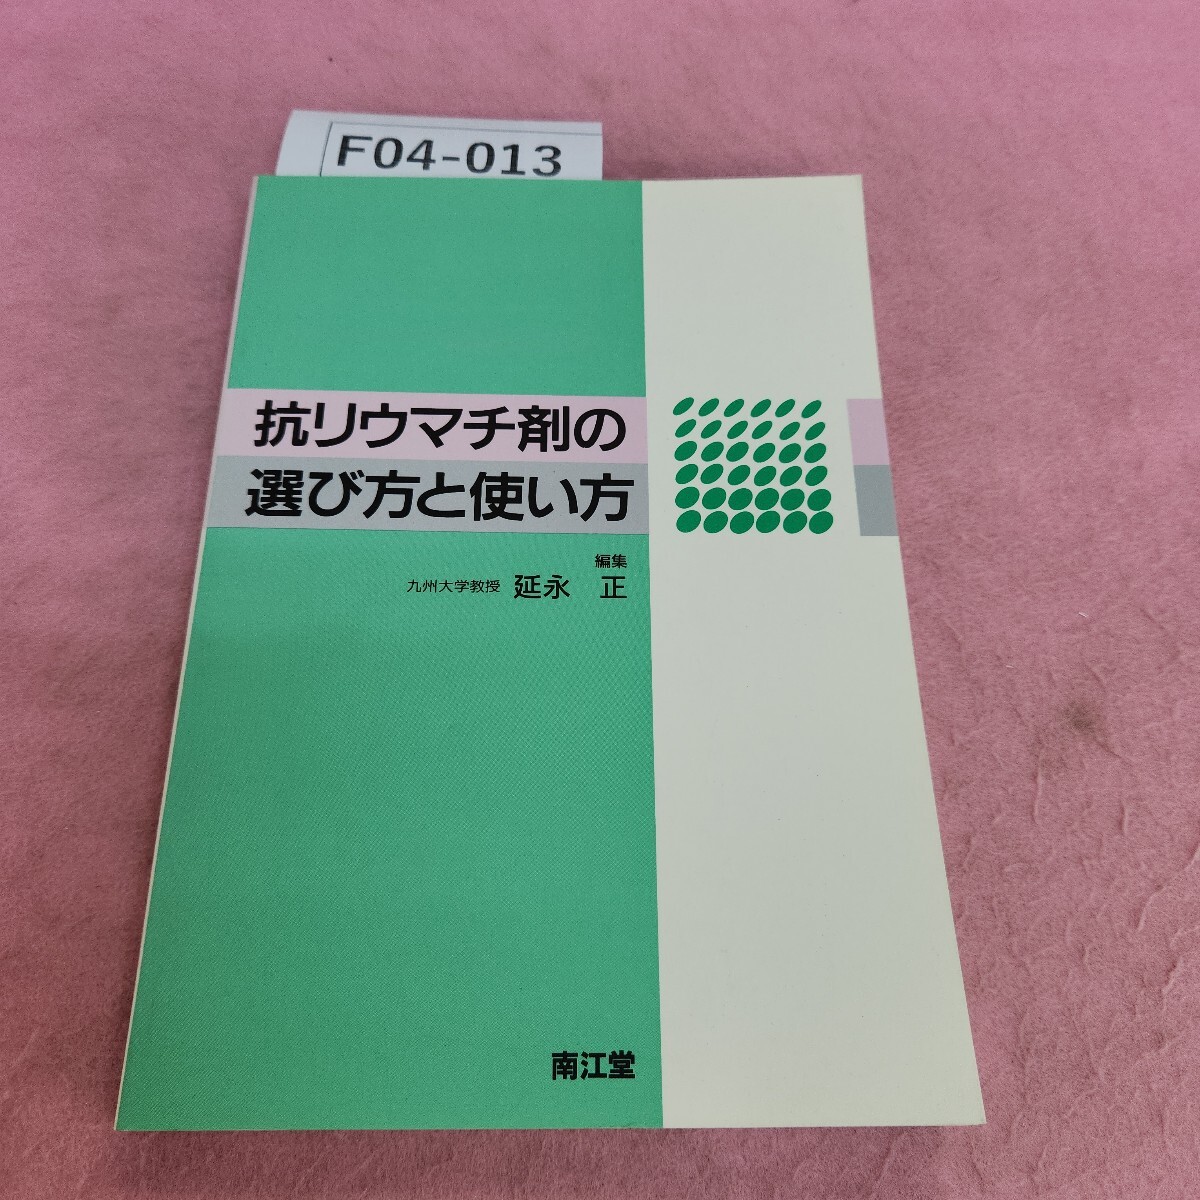 F04-013
抗リウマチ剤の
選び方と使い方
編集
九州大学教授 延永 正
南江堂